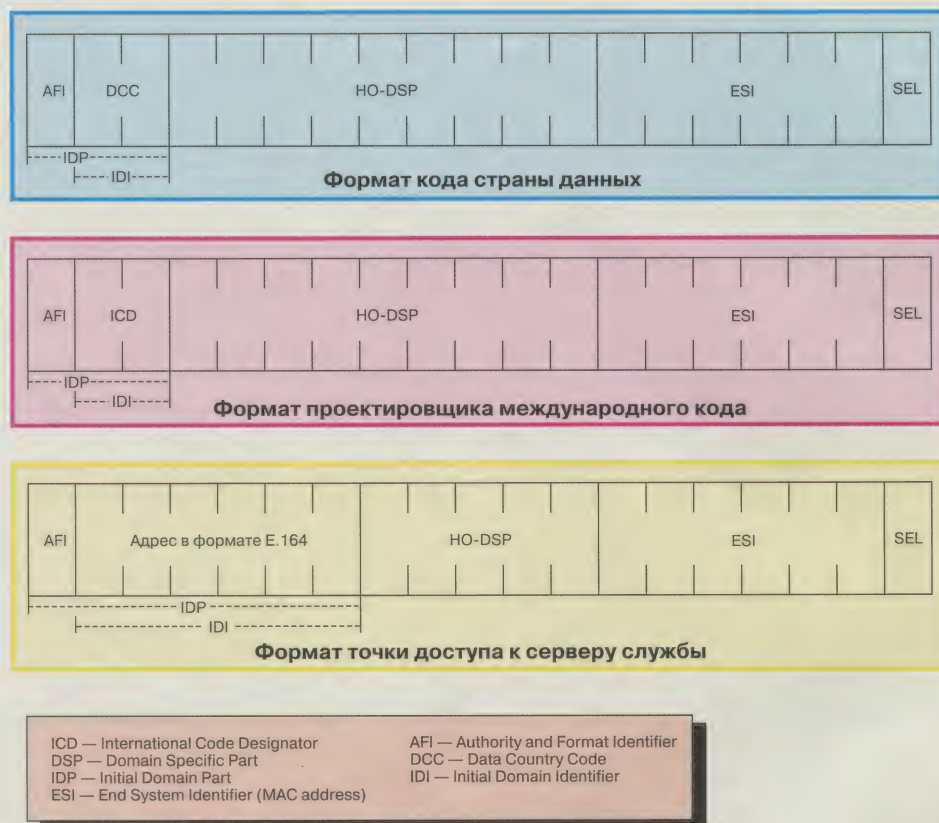 AFI DCC HO-DSP ESI SEL
IDP
IDI
Формат кода страны данных
AFI ICD HO-DSP ESI SEL
IDP
IDI
Формат проектировщика международного кода
AFI Адрес в формате E.164 HO-DSP ESI SEL
IDP
IDI
Формат точки доступа к серверу службы
ICD — International Code Designator
DSP — Domain Specific Part
IDP — Initial Domain Part
ESI — End System Identifier (MAC address)
AFI — Authority and Format Identifier
DCC — Data Country Code
IDI — Initial Domain Identifier